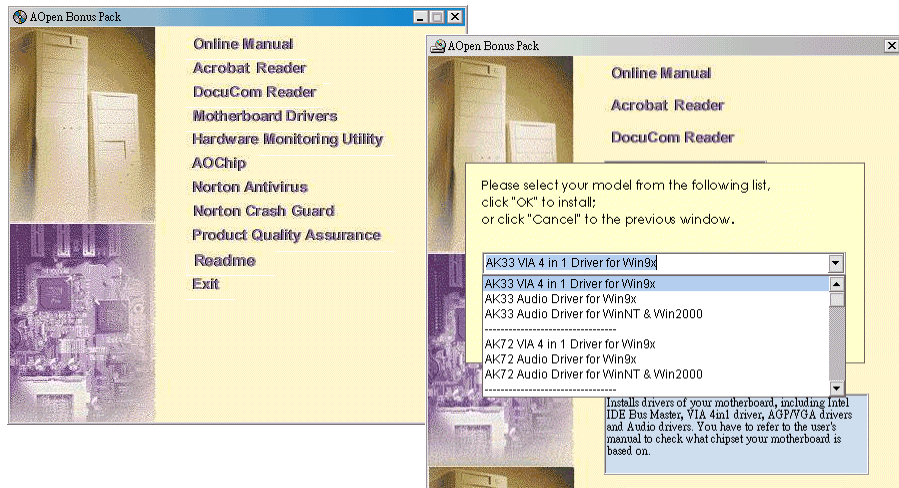 AOpen Bonus Pack
Online Manual
Acrobat Reader
DocuCom Reader
Motherboard Drivers
Hardware Monitoring Utility
AOChip
Norton Antivirus
Norton Crash Guard
Product Quality Assurance
Readme
Exit
AOpen Bonus Pack
Online Manual
Acrobat Reader
DocuCom Reader
Please select your model from the following list,
click "OK" to install;
or click "Cancel" to the previous window.
AK33 VIA 4 in 1 Driver for Win9x
AK33 VIA 4 in 1 Driver for Win9x
AK33 Audio Driver for Win9x
AK33 Audio Driver for WinNT & Win2000
---------------------------------
AK72 VIA 4 in 1 Driver for Win9x
AK72 Audio Driver for Win9x
AK72 Audio Driver for WinNT & Win2000
---------------------------------
Installs drivers of your motherboard, including Intel
IDE Bus Master, VIA 4in1 driver, AGP/VGA drivers
and Audio drivers. You have to refer to the user's
manual to check what chipset your motherboard is
based on.